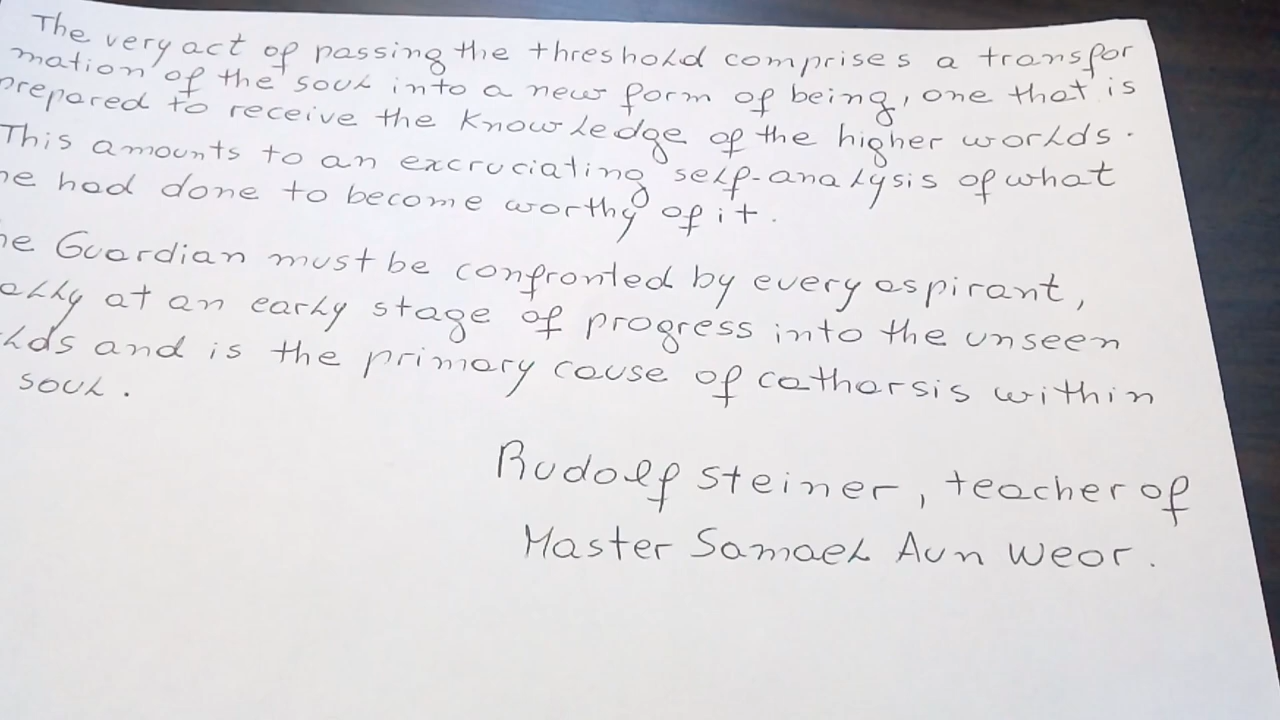 The very act of passing the threshold comprises a transfor
mation of the soul into a new form of being, one that is
prepared to receive the Knowledge of the higher worlds.
This amounts to an excruciating self-analysis of what
he had done to become worthy of it.
he Guardian must be confronted by every aspirant,
ally at an early stage of progress into the unseen
lds and is the primary cause of catharsis within
soul.
Rudolf Steiner, teacher of
Master Samael Aun Weor.